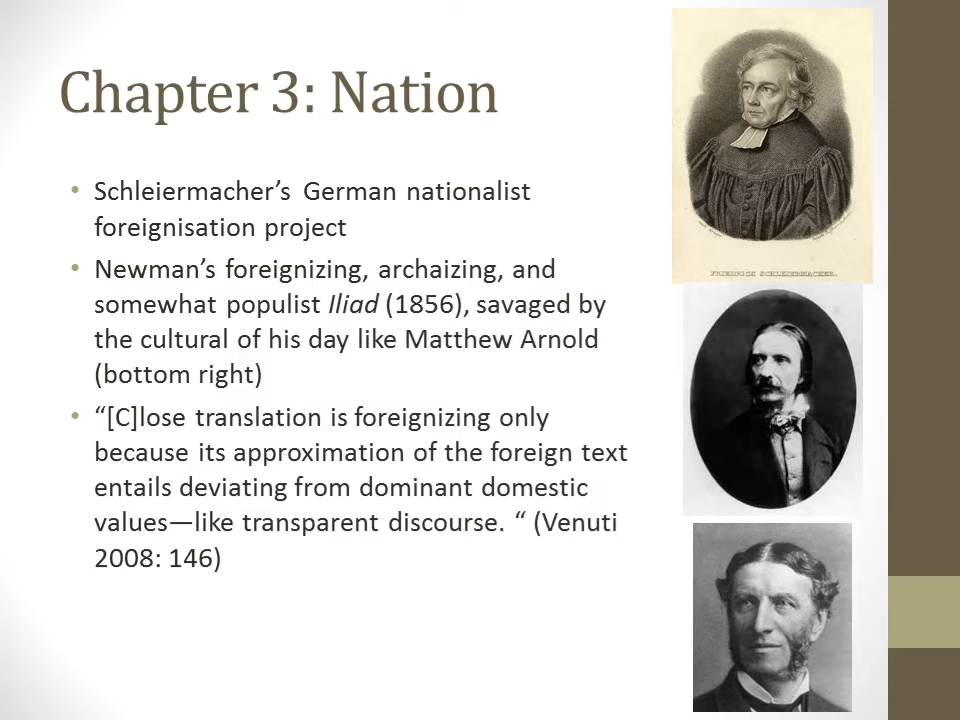 Chapter 3: Nation
• Schleiermacher’s German nationalist
foreignisation project
• Newman’s foreignizing, archaizing, and
somewhat populist Iliad (1856), savaged by
the cultural of his day like Matthew Arnold
(bottom right)
• “[C]lose translation is foreignizing only
because its approximation of the foreign text
entails deviating from dominant domestic
values—like transparent discourse. “ (Venuti
2008: 146)
FRIEDRICH SCHLEIERMACHER.